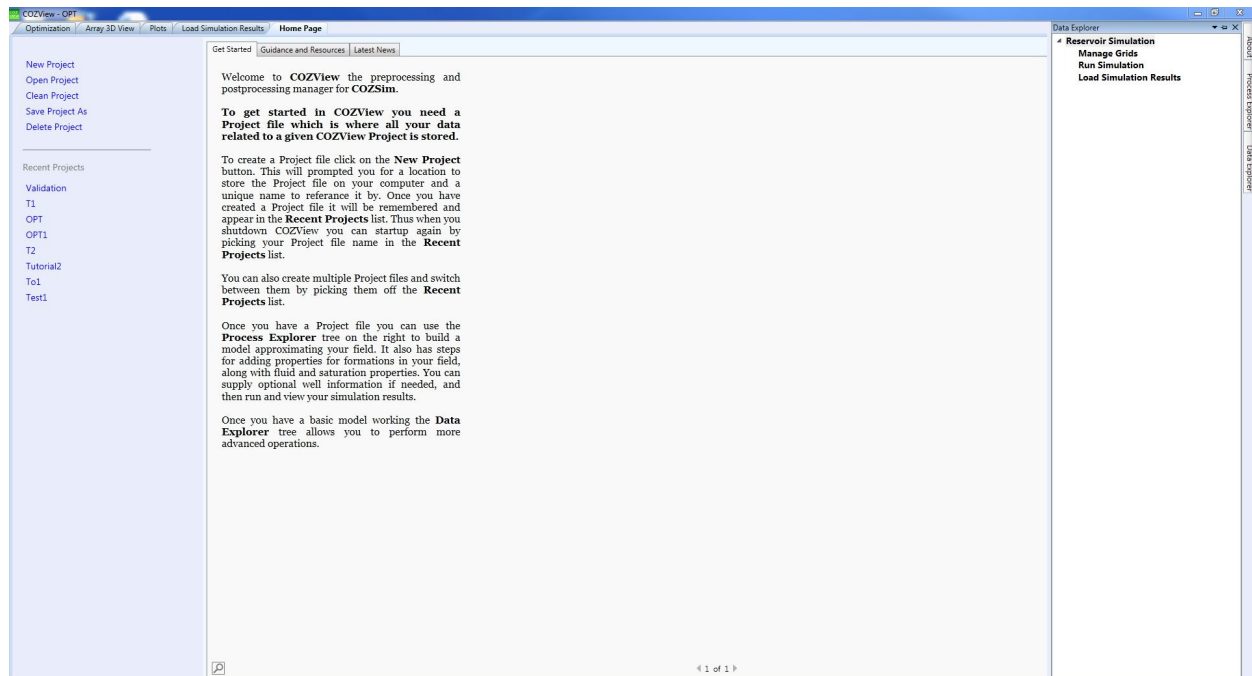 COZView - OPT
Optimization Array 3D View Plots Load Simulation Results Home Page
New Project
Open Project
Clean Project
Save Project As
Delete Project
Recent Projects
Validation
T1
OPT
OPT1
T2
Tutorial2
To1
Test1
Get Started Guidance and Resources Latest News
Welcome to COZView the preprocessing and
postprocessing manager for COZSim.
To get started in COZView you need a
Project file which is where all your data
related to a given COZView Project is stored.
To create a Project file click on the New Project
button. This will prompted you for a location to
store the Project file on your computer and a
unique name to referance it by. Once you have
created a Project file it will be remembered and
appear in the Recent Projects list. Thus when you
shutdown COZView you can startup again by
picking your Project file name in the Recent
Projects list.
You can also create multiple Project files and switch
between them by picking them off the Recent
Projects list.
Once you have a Project file you can use the
Process Explorer tree on the right to build a
model approximating your field. It also has steps
for adding properties for formations in your field,
along with fluid and saturation properties. You can
supply optional well information if needed, and
then run and view your simulation results.
Once you have a basic model working the Data
Explorer tree allows you to perform more
advanced operations.
1 of 1
Data Explorer
Reservoir Simulation
Manage Grids
Run Simulation
Load Simulation Results
About
Process Explorer
Data Explorer